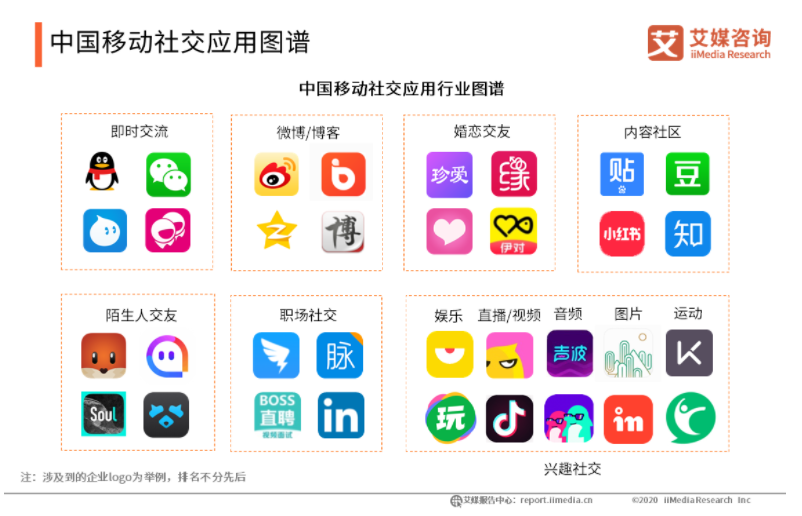 中国移动社交应用图谱
艾 艾媒咨询
iiMedia Research
中国移动社交应用行业图谱
即时交流
微博/博客
婚恋交友
内容社区
珍爱
缘
贴
豆
博
伊对
小红书
知
陌生人交友
职场社交
娱乐
直播/视频
音频
图片
运动
脉
声波
K
Soul
BOSS
直聘
视频面试
in
玩
in
兴趣社交
注：涉及到的企业logo为举例，排名不分先后
艾媒报告中心：report.iimedia.cn ©2020 iiMedia Research Inc